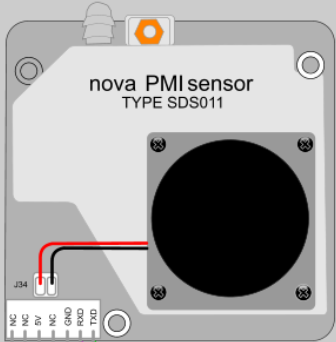 nova PMI sensor
TYPE SDS011
J34
NC
NC
5V
NC
GND
RXD
TXD